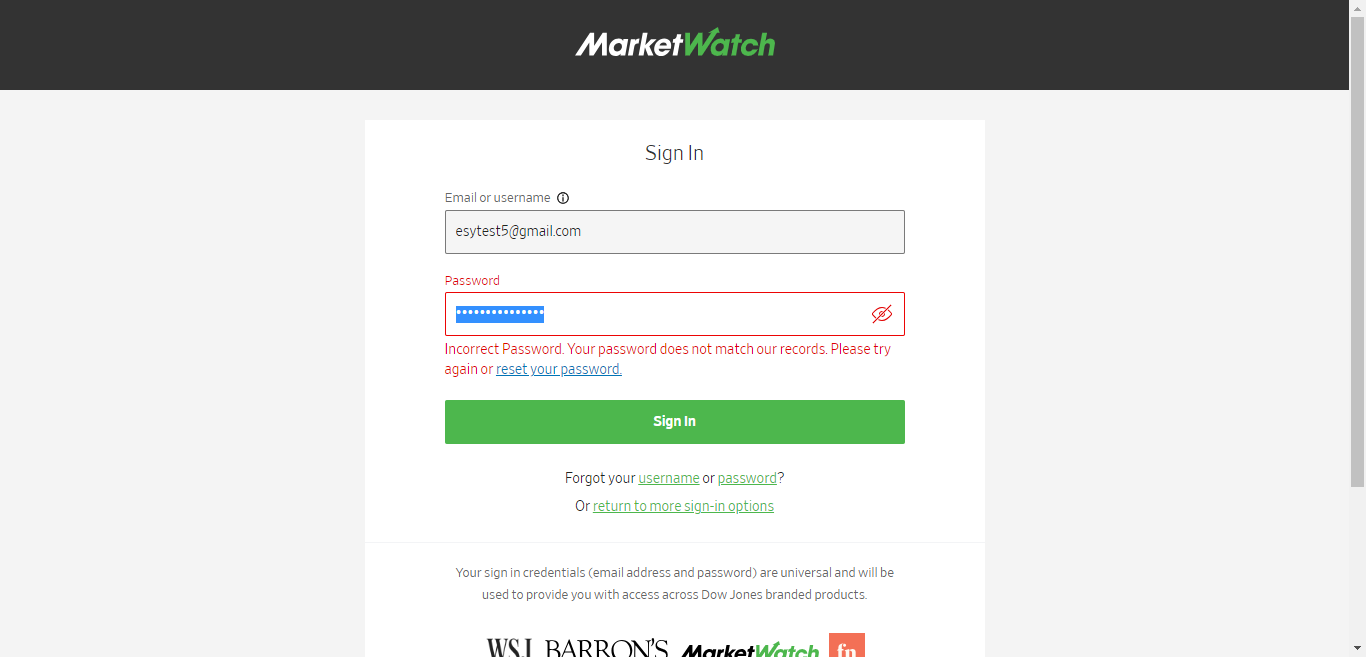 MarketWatch
Sign In
Email or username
esytest5@gmail.com
Password
•••••••••••••••
Incorrect Password. Your password does not match our records. Please try
again or reset your password.
Sign In
Forgot your username or password?
Or return to more sign-in options
Your sign in credentials (email address and password) are universal and will be
used to provide you with access across Dow Jones branded products.
WSJ BARRON'S MarketWatch fn